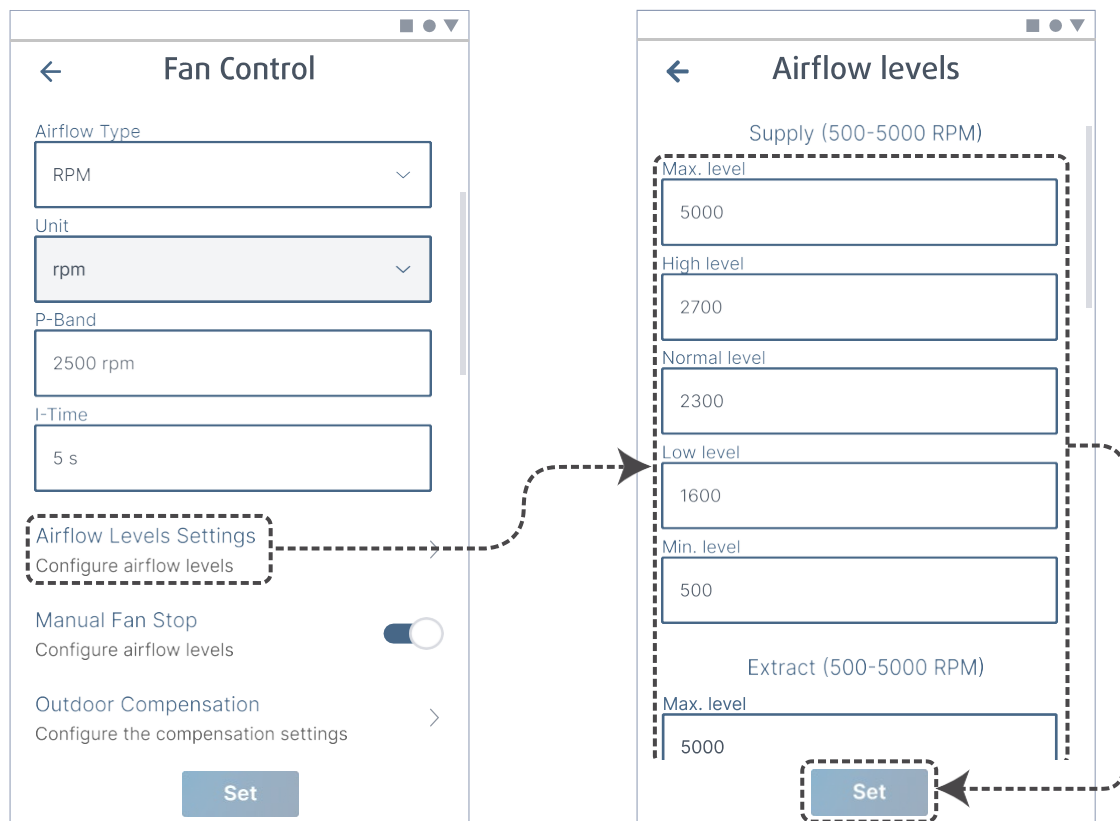 Fan Control
Airflow Type
RPM
Unit
rpm
P-Band
2500 rpm
I-Time
5 s
Airflow Levels Settings
Configure airflow levels
Manual Fan Stop
Configure airflow levels
Outdoor Compensation
Configure the compensation settings
Set
Airflow levels
Supply (500-5000 RPM)
Max. level
5000
High level
2700
Normal level
2300
Low level
1600
Min. level
500
Extract (500-5000 RPM)
Max. level
5000
Set